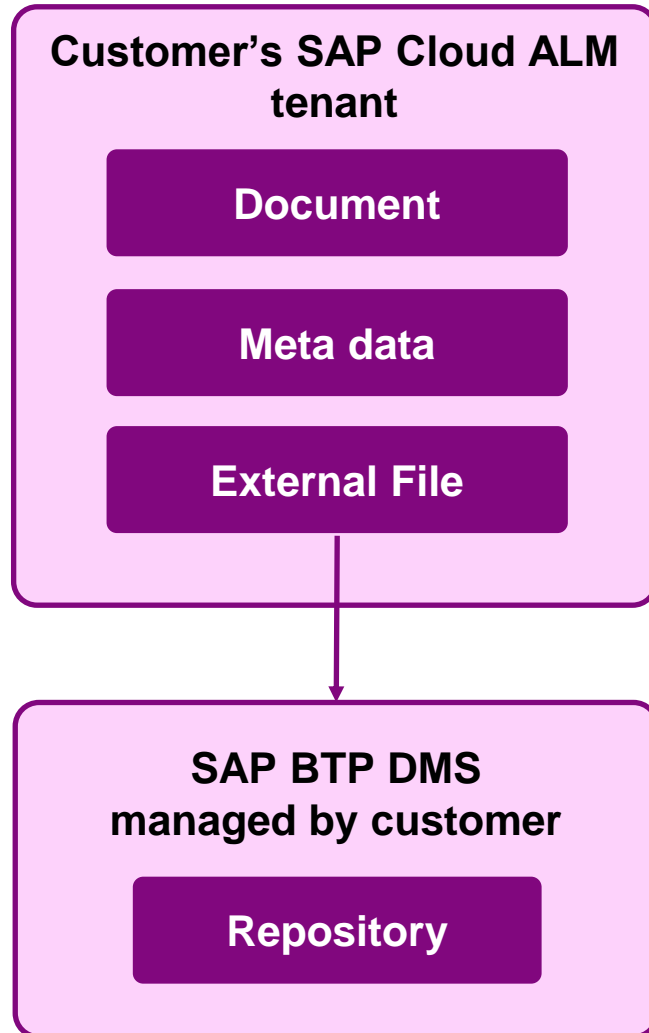 Customer’s SAP Cloud ALM
tenant
Document
Meta data
External File
SAP BTP DMS
managed by customer
Repository